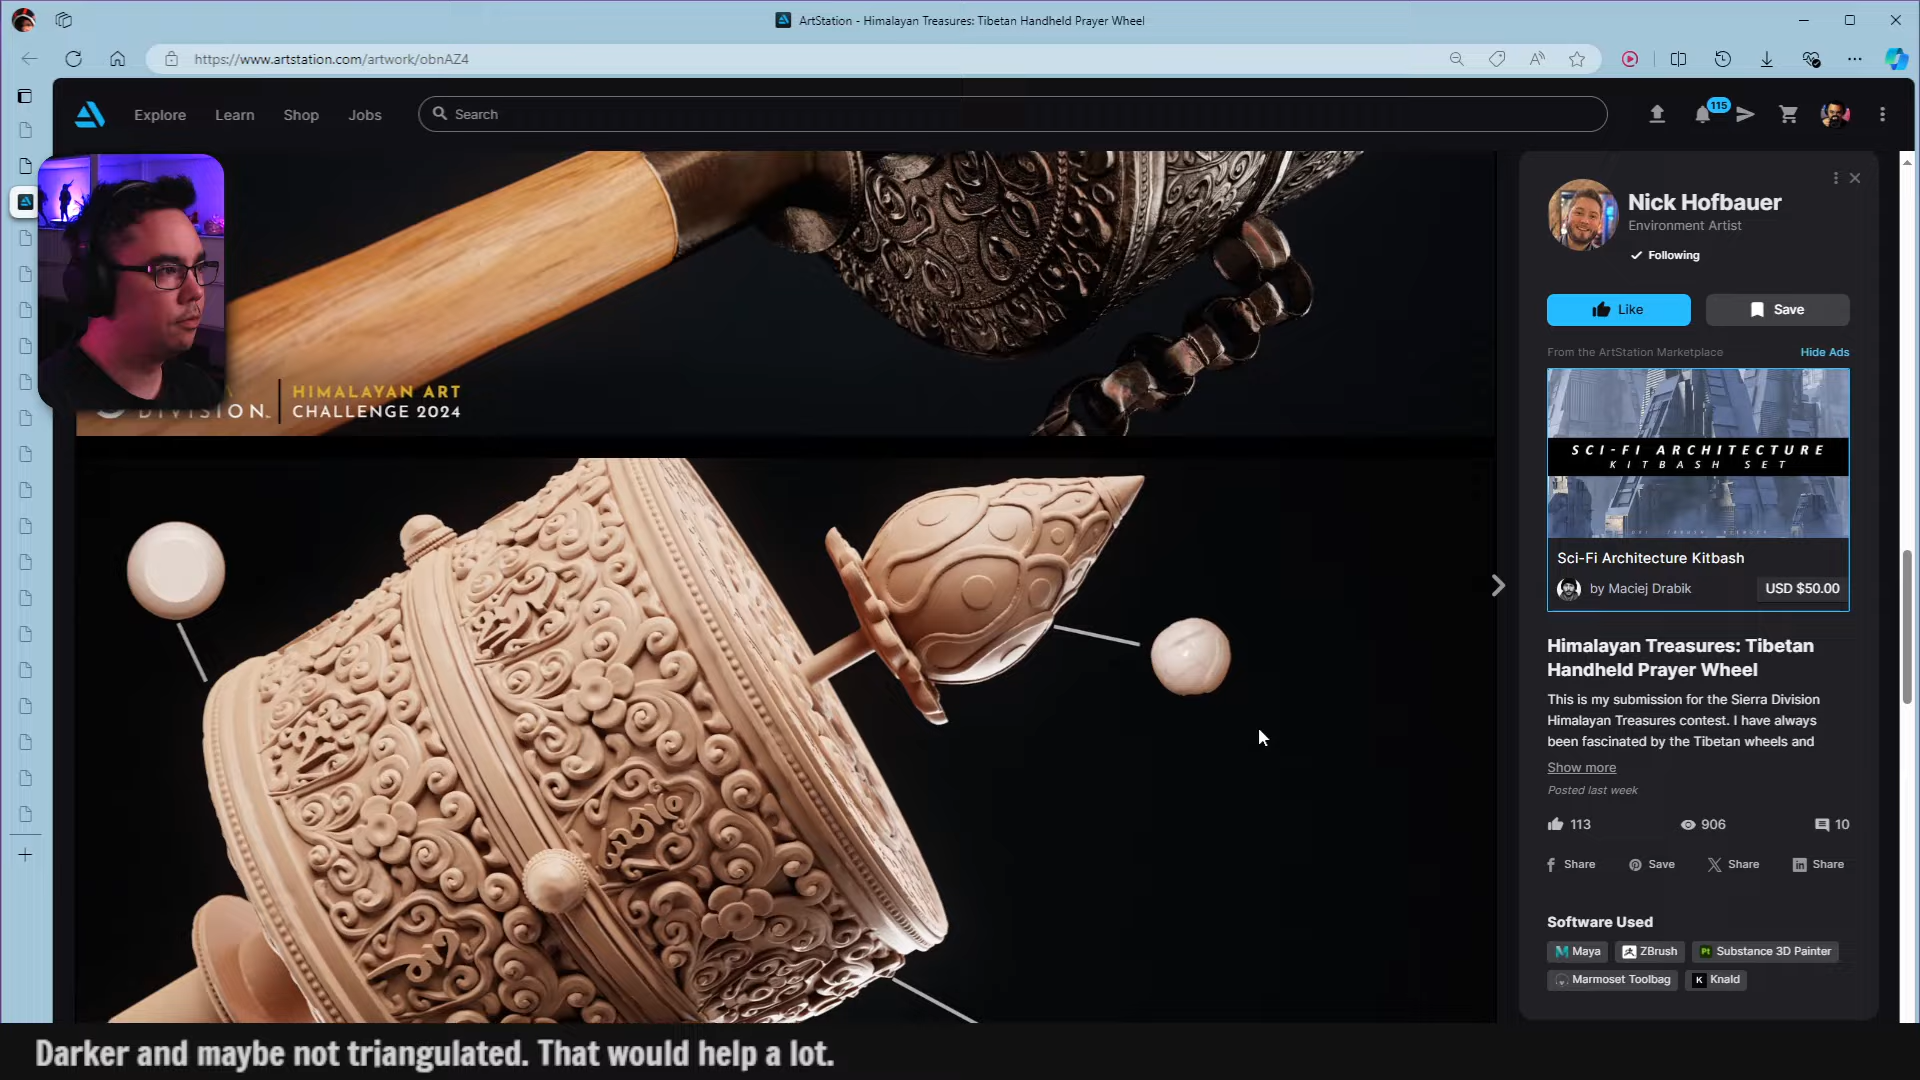 ArtStation - Himalayan Treasures: Tibetan Handheld Prayer Wheel
https://www.artstation.com/artwork/obnAZ4
Explore
Learn
Shop
Jobs
Search
115
DIVISION
HIMALAYAN ART
CHALLENGE 2024
Nick Hofbauer
Environment Artist
Following
Like
Save
From the ArtStation Marketplace
Hide Ads
SCI-FI ARCHITECTURE
KITBASH SET
Sci-Fi Architecture Kitbash
by Maciej Drabik
USD $50.00
Himalayan Treasures: Tibetan
Handheld Prayer Wheel
This is my submission for the Sierra Division
Himalayan Treasures contest. I have always
been fascinated by the Tibetan wheels and
Show more
Posted last week
113
906
10
Share
Save
Share
Share
Software Used
Maya
ZBrush
Pt
Substance 3D Painter
Marmoset Toolbag
K
Knald
Darker and maybe not triangulated. That would help a lot.